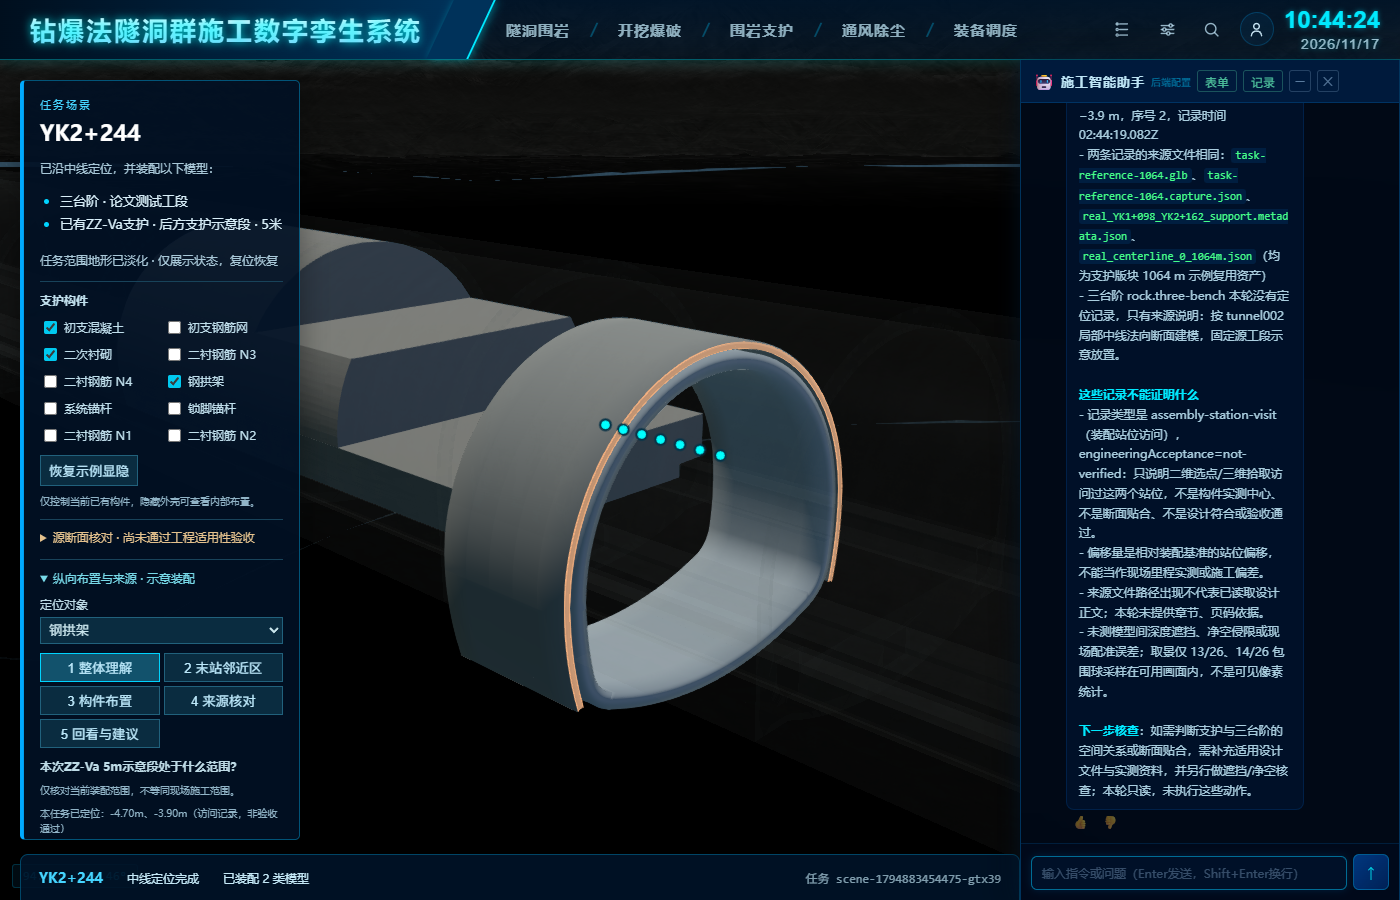 钻爆法隧洞群施工数字孪生系统
隧洞围岩 / 开挖爆破 / 围岩支护 / 通风除尘 / 装备调度
10:44:24
2026/11/17
任务场景
YK2+244
已沿中线定位，并装配以下模型：
• 三台阶 · 论文测试工段
• 已有ZZ-Va支护 · 后方支护示意段 · 5米
任务范围地形已淡化 · 仅展示状态，复位恢复
支护构件
初支混凝土 初支钢筋网
二次衬砌 二衬钢筋 N3
二衬钢筋 N4 钢拱架
系统锚杆 锁脚锚杆
二衬钢筋 N1 二衬钢筋 N2
恢复示例显隐
仅控制当前已有构件，隐藏外壳可查看内部布置。
▶ 源断面核对 · 尚未通过工程适用性验收
▼ 纵向布置与来源 · 示意装配
定位对象
钢拱架
1 整体理解 2 末站邻近区
3 构件布置 4 来源核对
5 回看与建议
本次ZZ-Va 5m示意段处于什么范围?
仅核对当前装配范围，不等同现场施工范围。
本任务已定位：-4.70m、-3.90m（访问记录，非验收
通过）
YK2+244 中线定位完成 已装配 2 类模型
任务 scene-1794883454475-gtx39
施工智能助手 后端配置 表单 记录
−3.9 m，序号 2，记录时间
02:44:19.082Z
- 两条记录的来源文件相同：task-
reference-1064.glb、task-
reference-1064.capture.json、
real_YK1+098_YK2+162_support.metad
ata.json、
real_centerline_0_1064m.json（均
为支护版块 1064 m 示例复用资产）
- 三台阶 rock.three-bench 本轮没有定
位记录，只有来源说明：按 tunnel002
局部中线法向断面建模，固定源工段示
意放置。
这些记录不能证明什么
- 记录类型是 assembly-station-visit
（装配站位访问），
engineeringAcceptance=not-
verified：只说明二维选点/三维拾取访
问过这两个站位，不是构件实测中心、
不是断面贴合、不是设计符合或验收通
过。
- 偏移量是相对装配基准的站位偏移，
不能当作现场里程实测或施工偏差。
- 来源文件路径出现不代表已读取设计
正文；本轮未提供章节、页码依据。
- 未测模型间深度遮挡、净空侵限或现
场配准误差；取景仅 13/26、14/26 包
围球采样在可用画面内，不是可见像素
统计。
下一步核查：如需判断支护与三台阶的
空间关系或断面贴合，需补充适用设计
文件与实测资料，并另行做遮挡/净空核
查；本轮只读，未执行这些动作。
输入指令或问题（Enter发送，Shift+Enter换行）